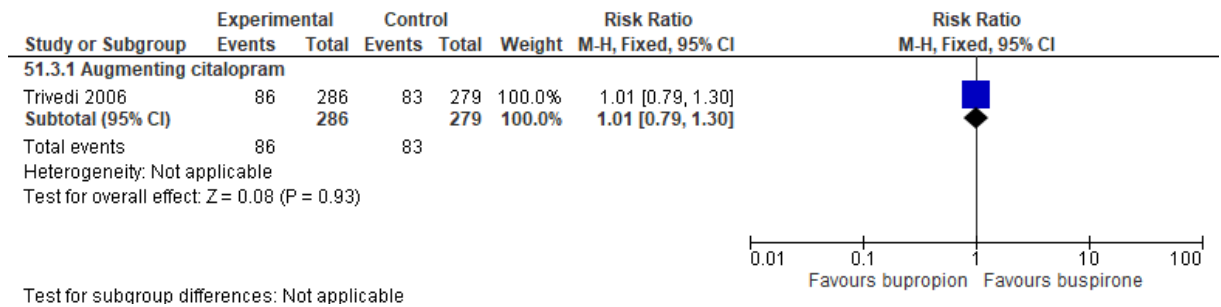 Experimental Control Risk Ratio Risk Ratio
Study or Subgroup Events Total Events Total Weight M-H, Fixed, 95% CI M-H, Fixed, 95% CI
51.3.1 Augmenting citalopram
Trivedi 2006 86 286 83 279 100.0% 1.01 [0.79, 1.30]
Subtotal (95% CI) 286 279 100.0% 1.01 [0.79, 1.30]
Total events 86 83
Heterogeneity: Not applicable
Test for overall effect: Z = 0.08 (P = 0.93)
0.01 0.1 1 10 100
Favours bupropion Favours buspirone
Test for subgroup differences: Not applicable